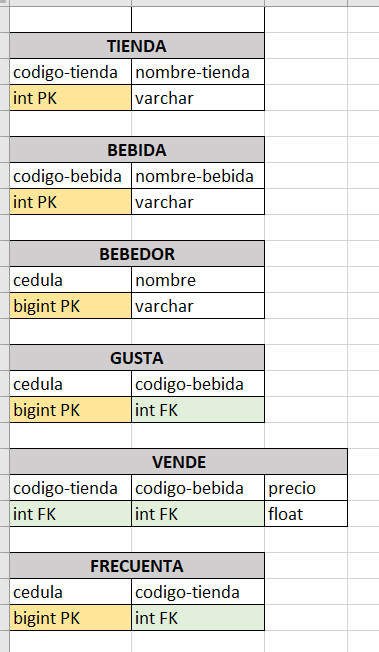 TIENDA
codigo-tienda nombre-tienda
int PK varchar
BEBIDA
codigo-bebida nombre-bebida
int PK varchar
BEBEDOR
cedula nombre
bigint PK varchar
GUSTA
cedula codigo-bebida
bigint PK int FK
VENDE
codigo-tienda codigo-bebida precio
int FK int FK float
FRECUENTA
cedula codigo-tienda
bigint PK int FK